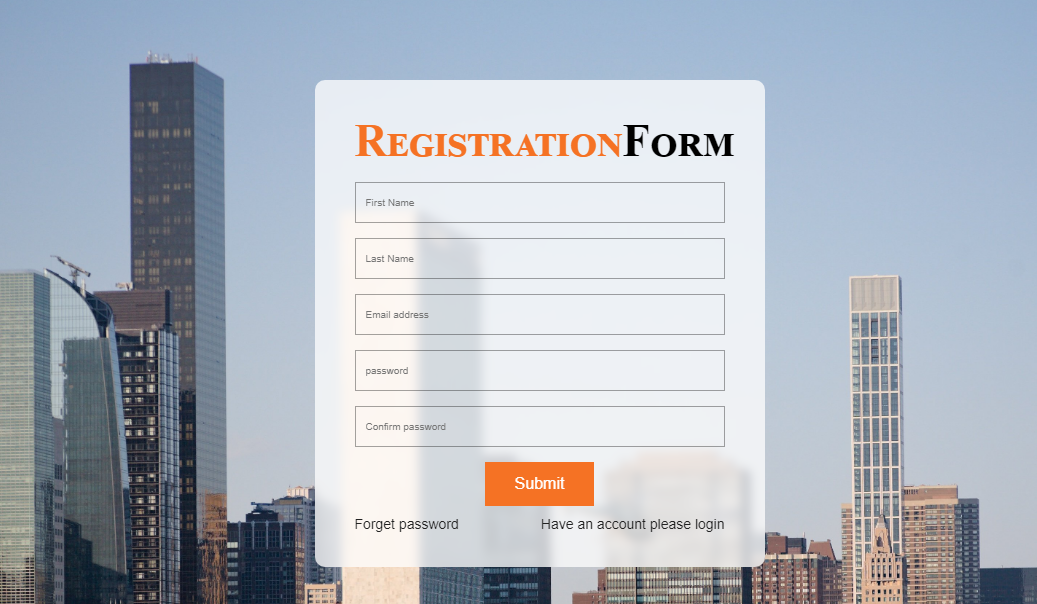 RegistrationForm
First Name
Last Name
Email address
password
Confirm password
Submit
Forget password Have an account please login